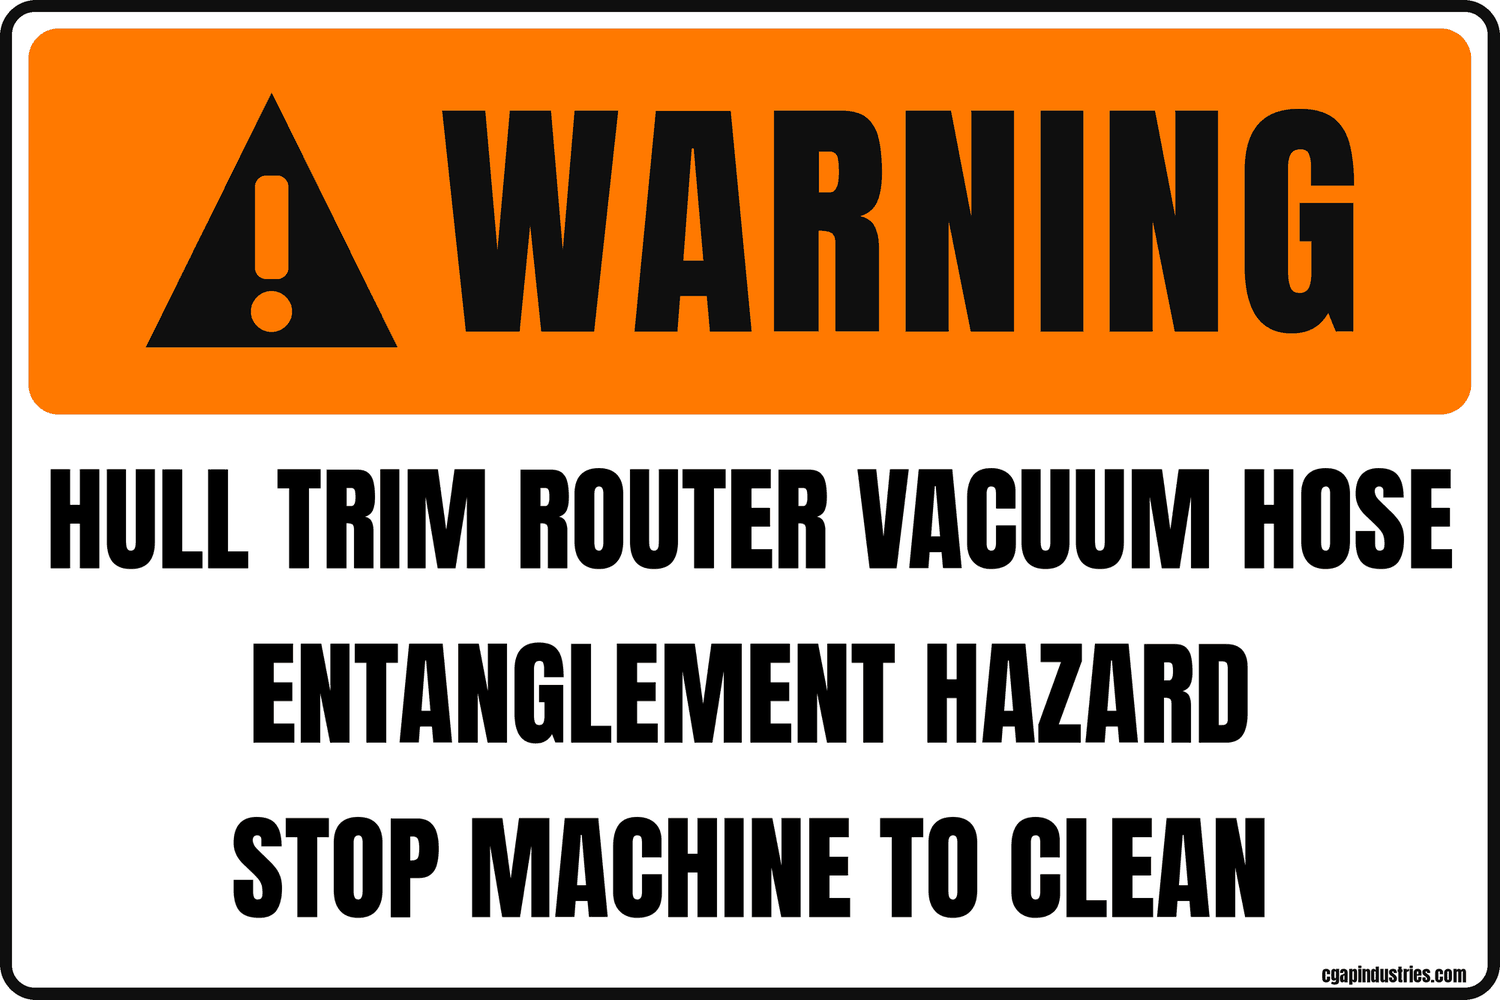 WARNING
HULL TRIM ROUTER VACUUM HOSE
ENTANGLEMENT HAZARD
STOP MACHINE TO CLEAN
cgapindustries.com